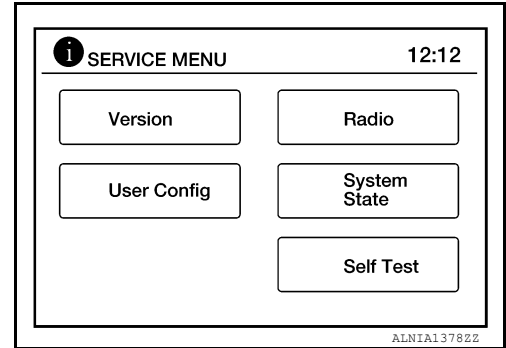 i SERVICE MENU 12:12
Version
Radio
User Config
System
State
Self Test
ALNIA1378ZZ